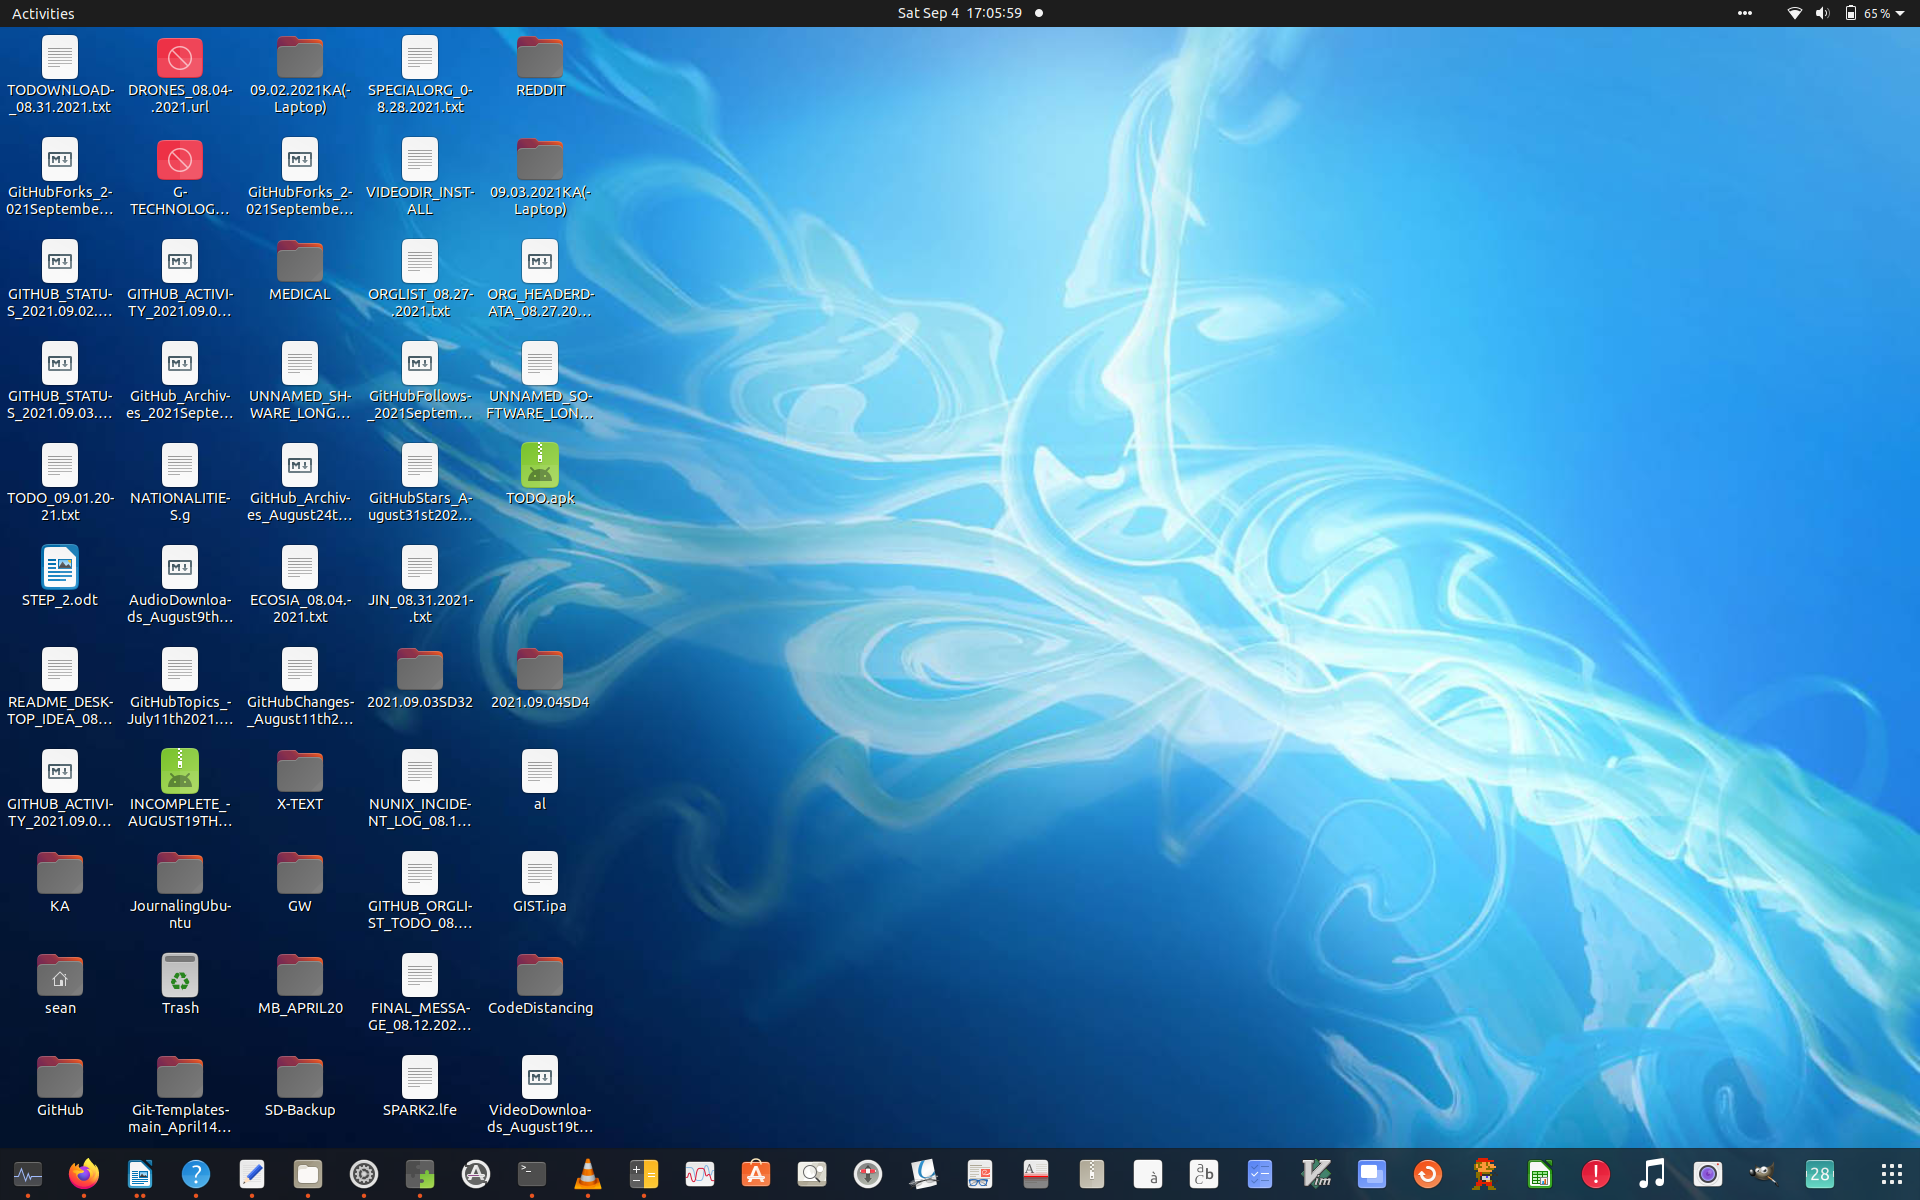 Activities
Sat Sep 4 17:05:59
65 %
TODOWNLOAD-
_08.31.2021.txt
DRONES_08.04-
.2021.url
09.02.2021KA(-
Laptop)
SPECIALORG_0-
8.28.2021.txt
REDDIT
GitHubForks_2-
021Septembe...
G-
TECHNOLOG...
GitHubForks_2-
021Septembe...
VIDEODIR_INST-
ALL
09.03.2021KA(-
Laptop)
GITHUB_STATU-
S_2021.09.02....
GITHUB_ACTIVI-
TY_2021.09.0...
MEDICAL
ORGLIST_08.27-
.2021.txt
ORG_HEADERD-
ATA_08.27.20...
GITHUB_STATU-
S_2021.09.03....
GitHub_Archiv-
es_2021Septe...
UNNAMED_SH-
WARE_LONG...
GitHubFollows-
_2021Septem...
UNNAMED_SO-
FTWARE_LON...
TODO_09.01.20-
21.txt
NATIONALITIE-
S.g
GitHub_Archiv-
es_August24t...
GitHubStars_A-
ugust31st202...
TODO.apk
STEP_2.odt
AudioDownloa-
ds_August9th...
ECOSIA_08.04.-
2021.txt
JIN_08.31.2021-
.txt
README_DESK-
TOP_IDEA_08...
GitHubTopics_-
July11th2021....
GitHubChanges-
_August11th2...
2021.09.03SD32
2021.09.04SD4
GITHUB_ACTIVI-
TY_2021.09.0...
INCOMPLETE_-
AUGUST19TH...
X-TEXT
NUNIX_INCIDE-
NT_LOG_08.1...
al
KA
JournalingUbu-
ntu
GW
GITHUB_ORGLI-
ST_TODO_08....
GIST.ipa
sean
Trash
MB_APRIL20
FINAL_MESSA-
GE_08.12.202...
CodeDistancing
GitHub
Git-Templates-
main_April14...
SD-Backup
SPARK2.lfe
VideoDownloa-
ds_August19t...
28